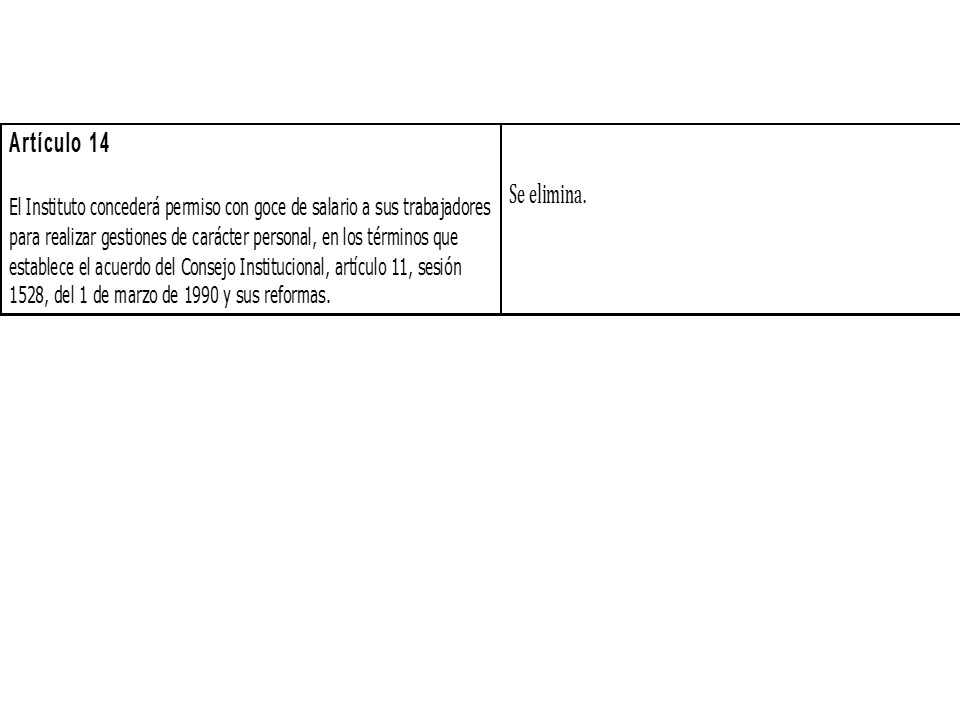 Artículo 14
El Instituto concederá permiso con goce de salario a sus trabajadores
para realizar gestiones de carácter personal, en los términos que
establece el acuerdo del Consejo Institucional, artículo 11, sesión
1528, del 1 de marzo de 1990 y sus reformas.
Se elimina.